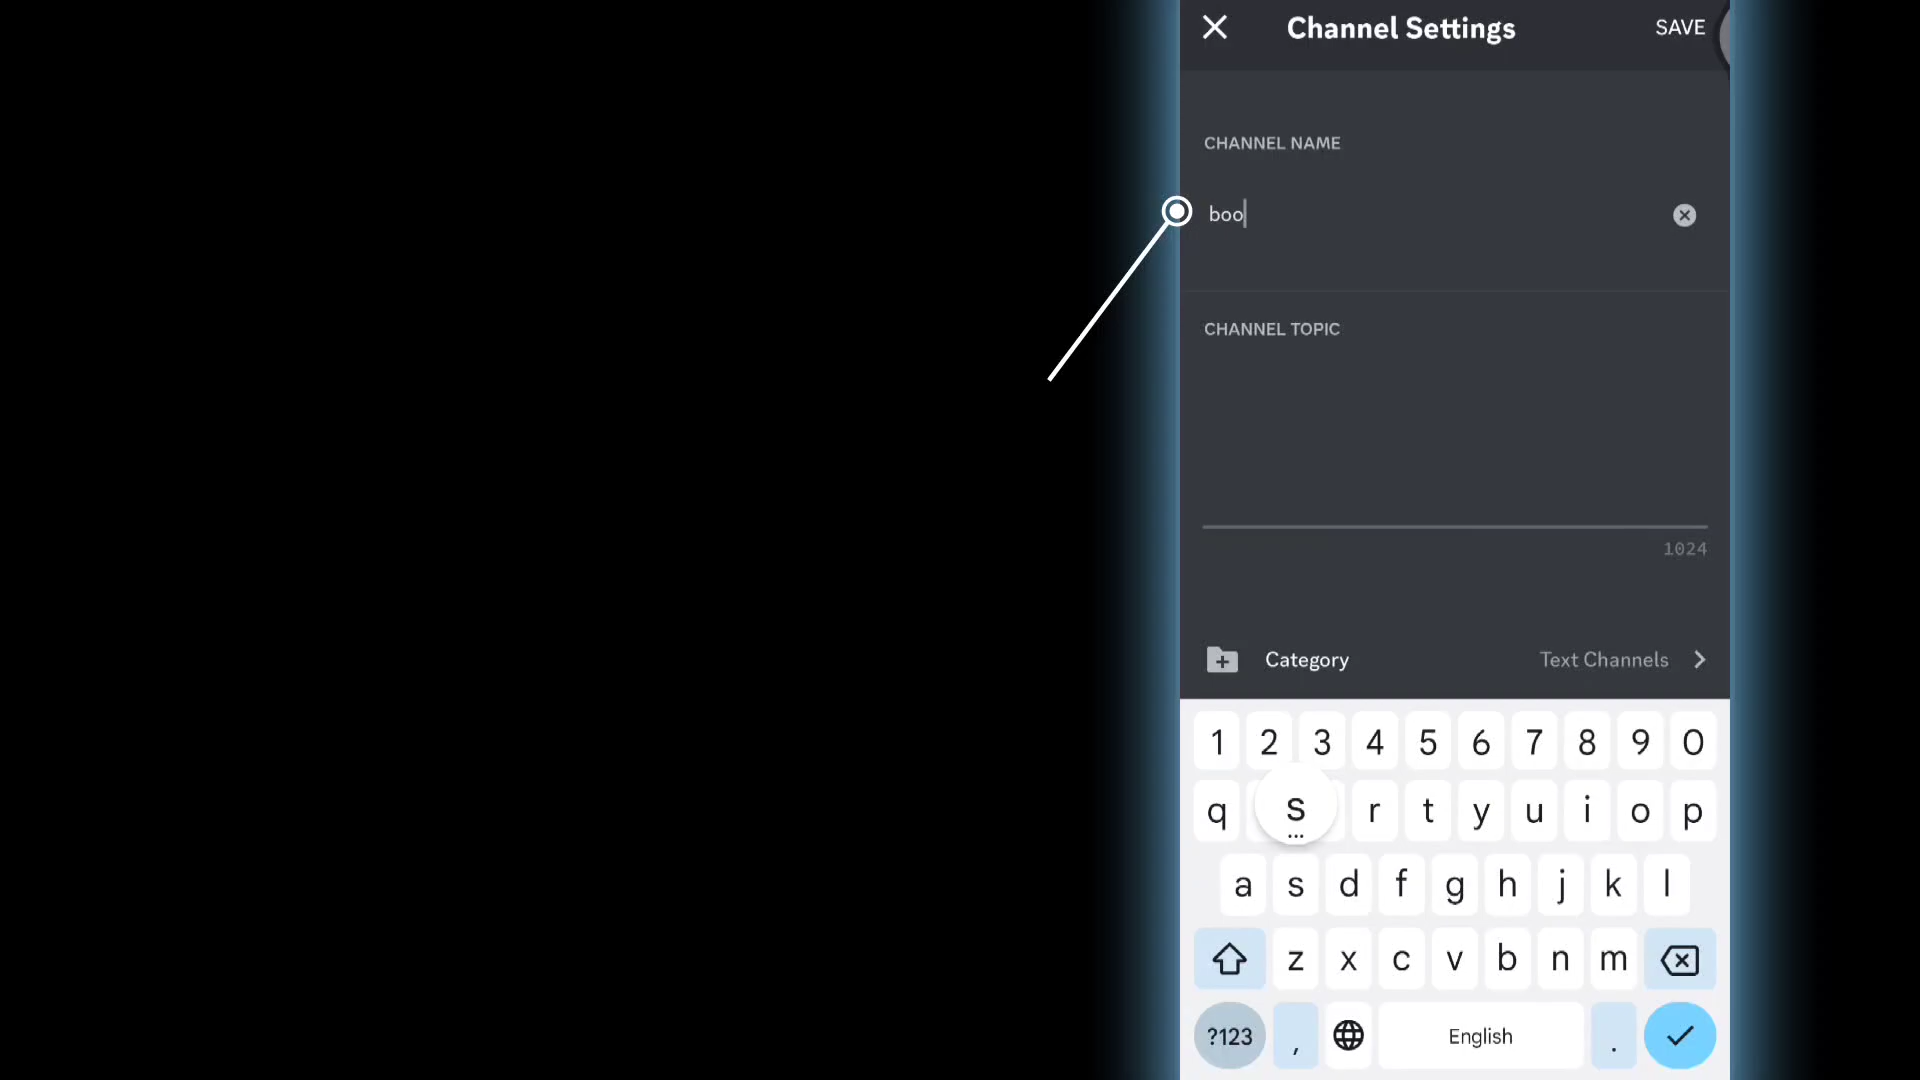 Channel Settings SAVE
CHANNEL NAME
boo
CHANNEL TOPIC
1024
Category Text Channels
1 2 3 4 5 6 7 8 9 0
q s r t y u i o p
a s d f g h j k l
z x c v b n m
?123 , English .